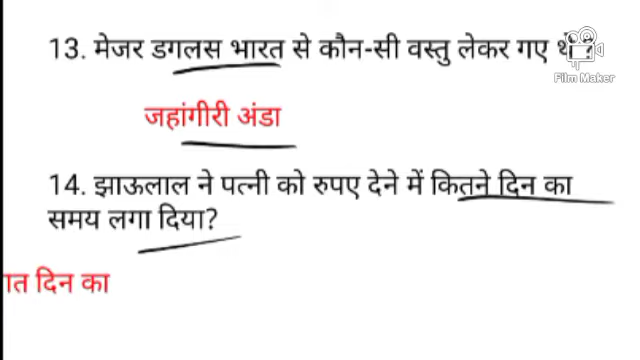 13. मेजर डगलस भारत से कौन-सी वस्तु लेकर गए थे ?
जहांगीरी अंडा
14. झाऊलाल ने पत्नी को रुपए देने में कितने दिन का
समय लगा दिया?
ात दिन का
Film Maker